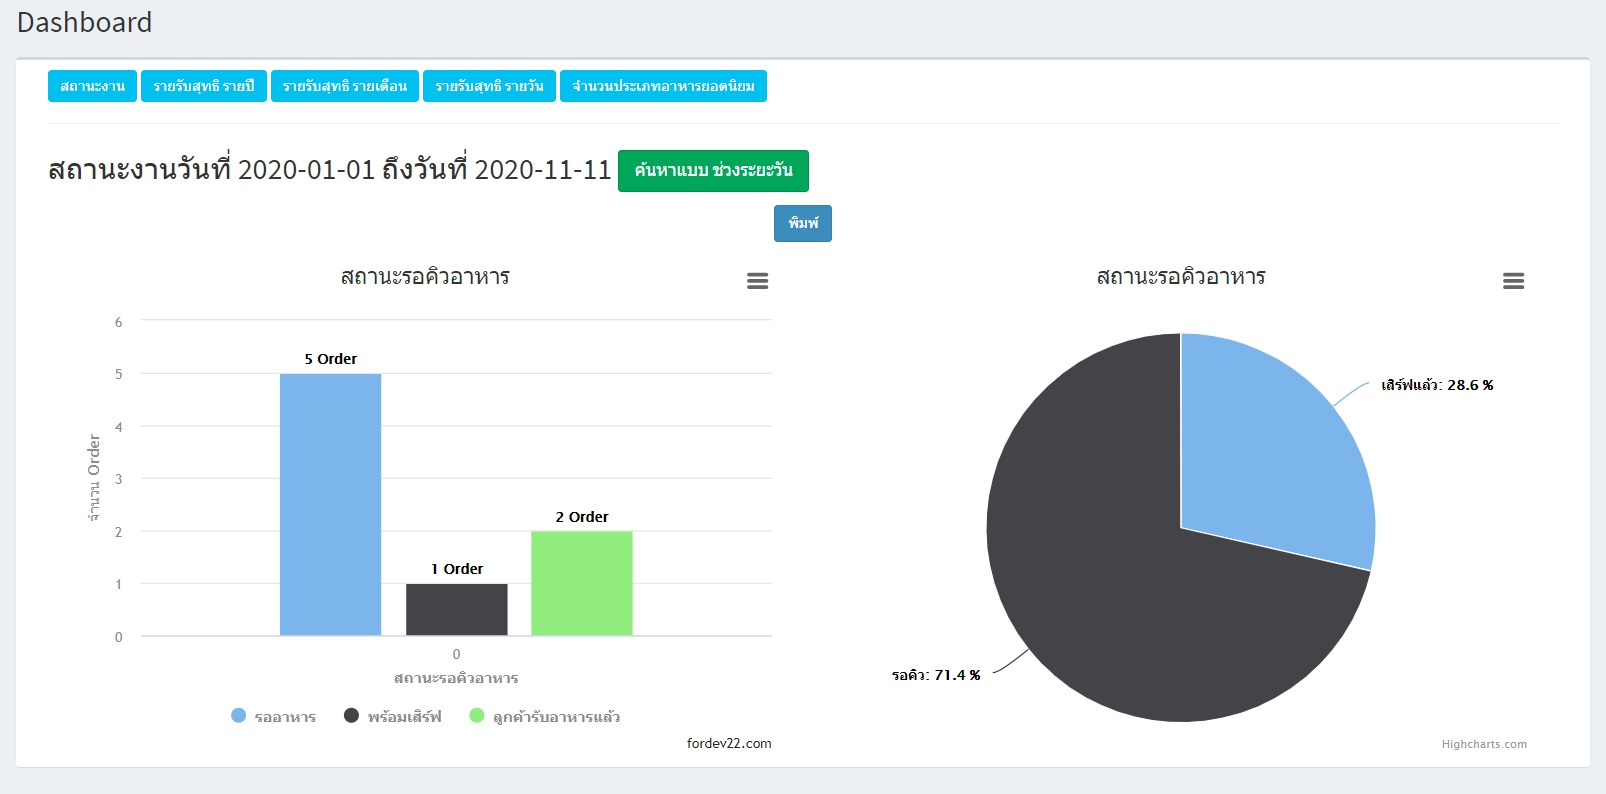 Dashboard
สถานะงาน รายรับสุทธิ รายปี รายรับสุทธิ รายเดือน รายรับสุทธิ รายวัน จำนวนประเภทอาหารยอดนิยม
สถานะงานวันที่ 2020-01-01 ถึงวันที่ 2020-11-11 ค้นหาแบบ ช่วงระยะวัน
พิมพ์
สถานะรอคิวอาหาร
6
5
4
3
2
1
0
จำนวน Order
5 Order
1 Order
2 Order
0
สถานะรอคิวอาหาร
รออาหาร พร้อมเสิร์ฟ ลูกค้ารับอาหารแล้ว
fordev22.com
สถานะรอคิวอาหาร
เสิร์ฟแล้ว: 28.6 %
รอคิว: 71.4 %
Highcharts.com